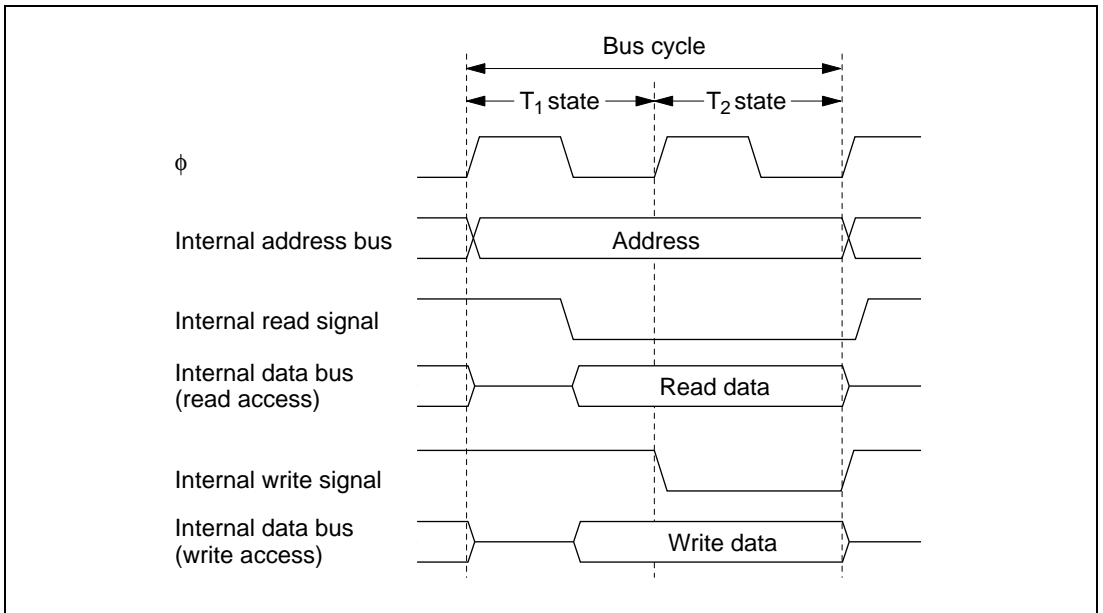 Bus cycle
T₁ state
T₂ state
ϕ
Internal address bus
Address
Internal read signal
Internal data bus
(read access)
Read data
Internal write signal
Internal data bus
(write access)
Write data